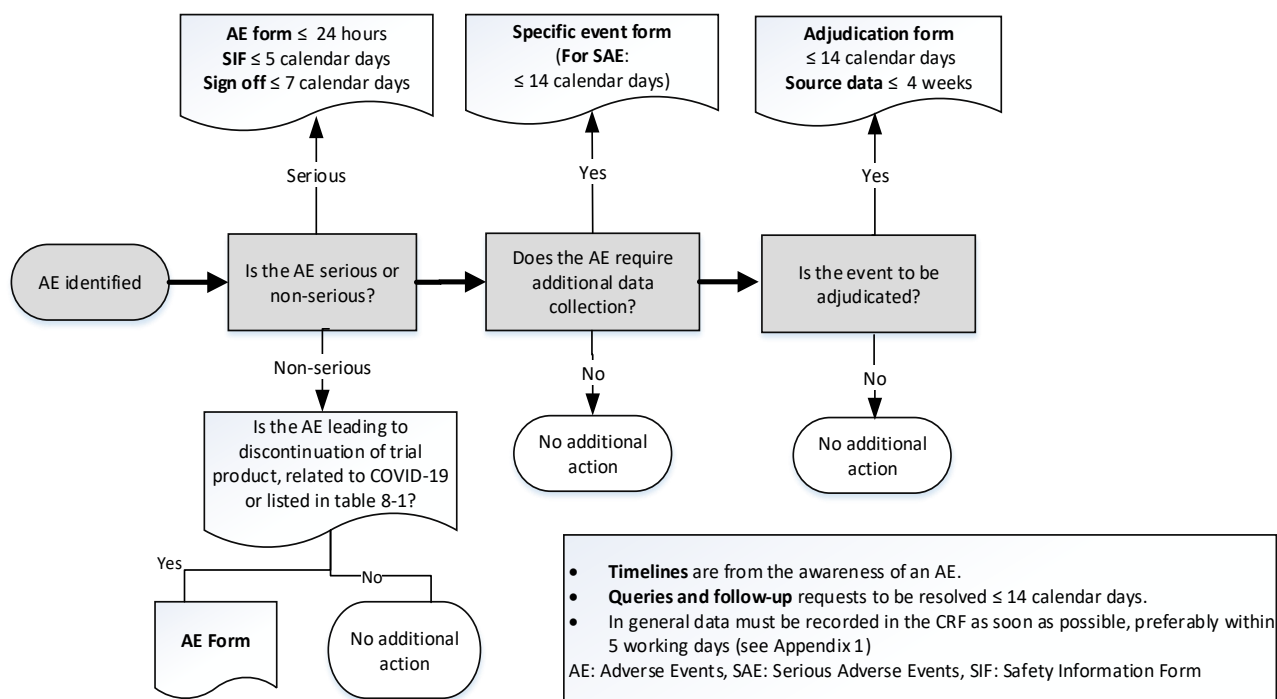 AE form ≤ 24 hours
SIF ≤ 5 calendar days
Sign off ≤ 7 calendar days
Specific event form
(For SAE:
≤ 14 calendar days)
Adjudication form
≤ 14 calendar days
Source data ≤ 4 weeks
Serious
Yes
Yes
AE identified
Is the AE serious or
non-serious?
Does the AE require
additional data
collection?
Is the event to be
adjudicated?
Non-serious
No
No
Is the AE leading to
discontinuation of trial
product, related to COVID-19
or listed in table 8-1?
No additional
action
No additional
action
Yes
No
AE Form
No additional
action
• Timelines are from the awareness of an AE.
• Queries and follow-up requests to be resolved ≤ 14 calendar days.
• In general data must be recorded in the CRF as soon as possible, preferably within
5 working days (see Appendix 1)
AE: Adverse Events, SAE: Serious Adverse Events, SIF: Safety Information Form